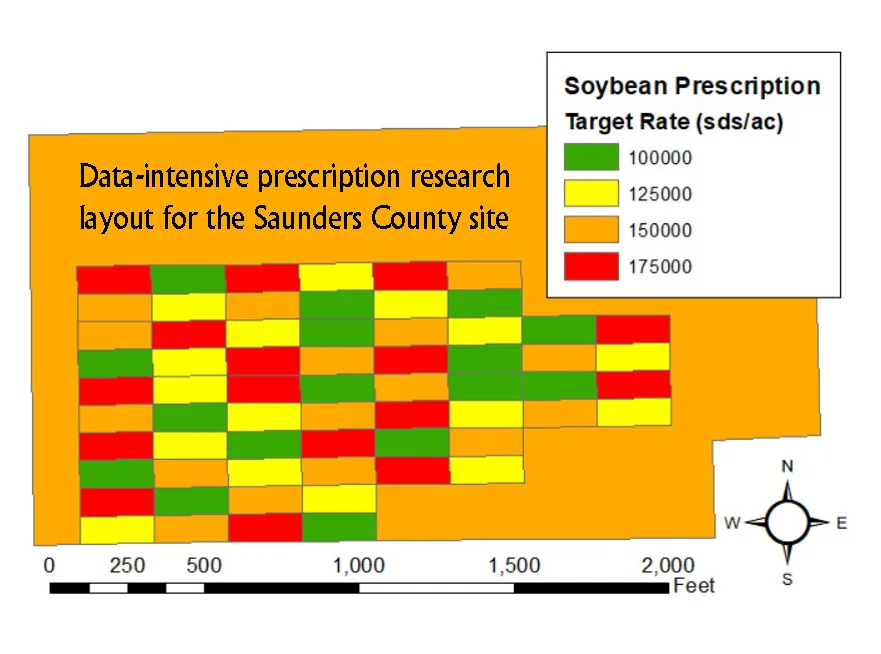 Soybean Prescription
Target Rate (sds/ac)
100000
125000
150000
175000
Data-intensive prescription research
layout for the Saunders County site
N
W E
S
0 250 500 1,000 1,500 2,000
Feet